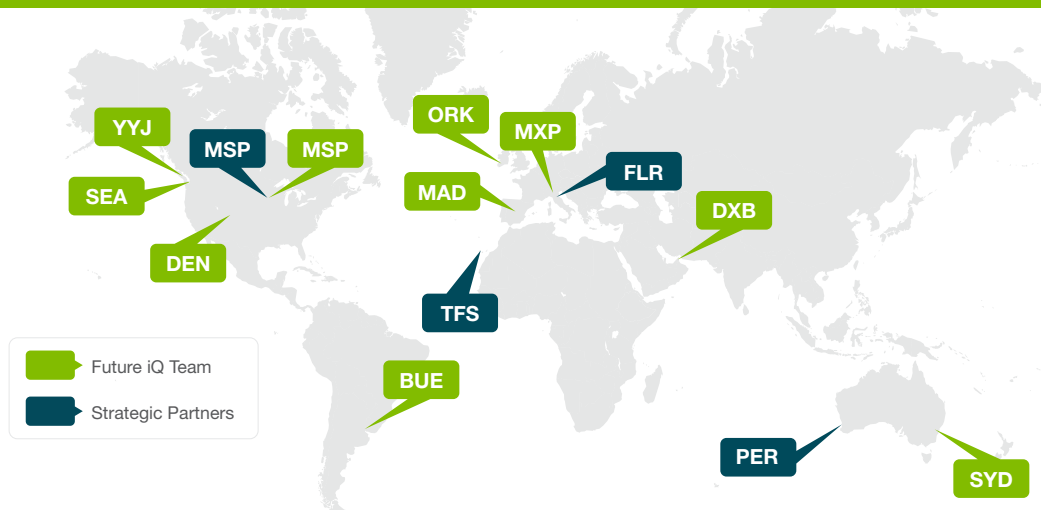 ORK
YYJ
MXP
MSP
MSP
FLR
MAD
SEA
DXB
DEN
TFS
Future iQ Team
BUE
Strategic Partners
PER
SYD